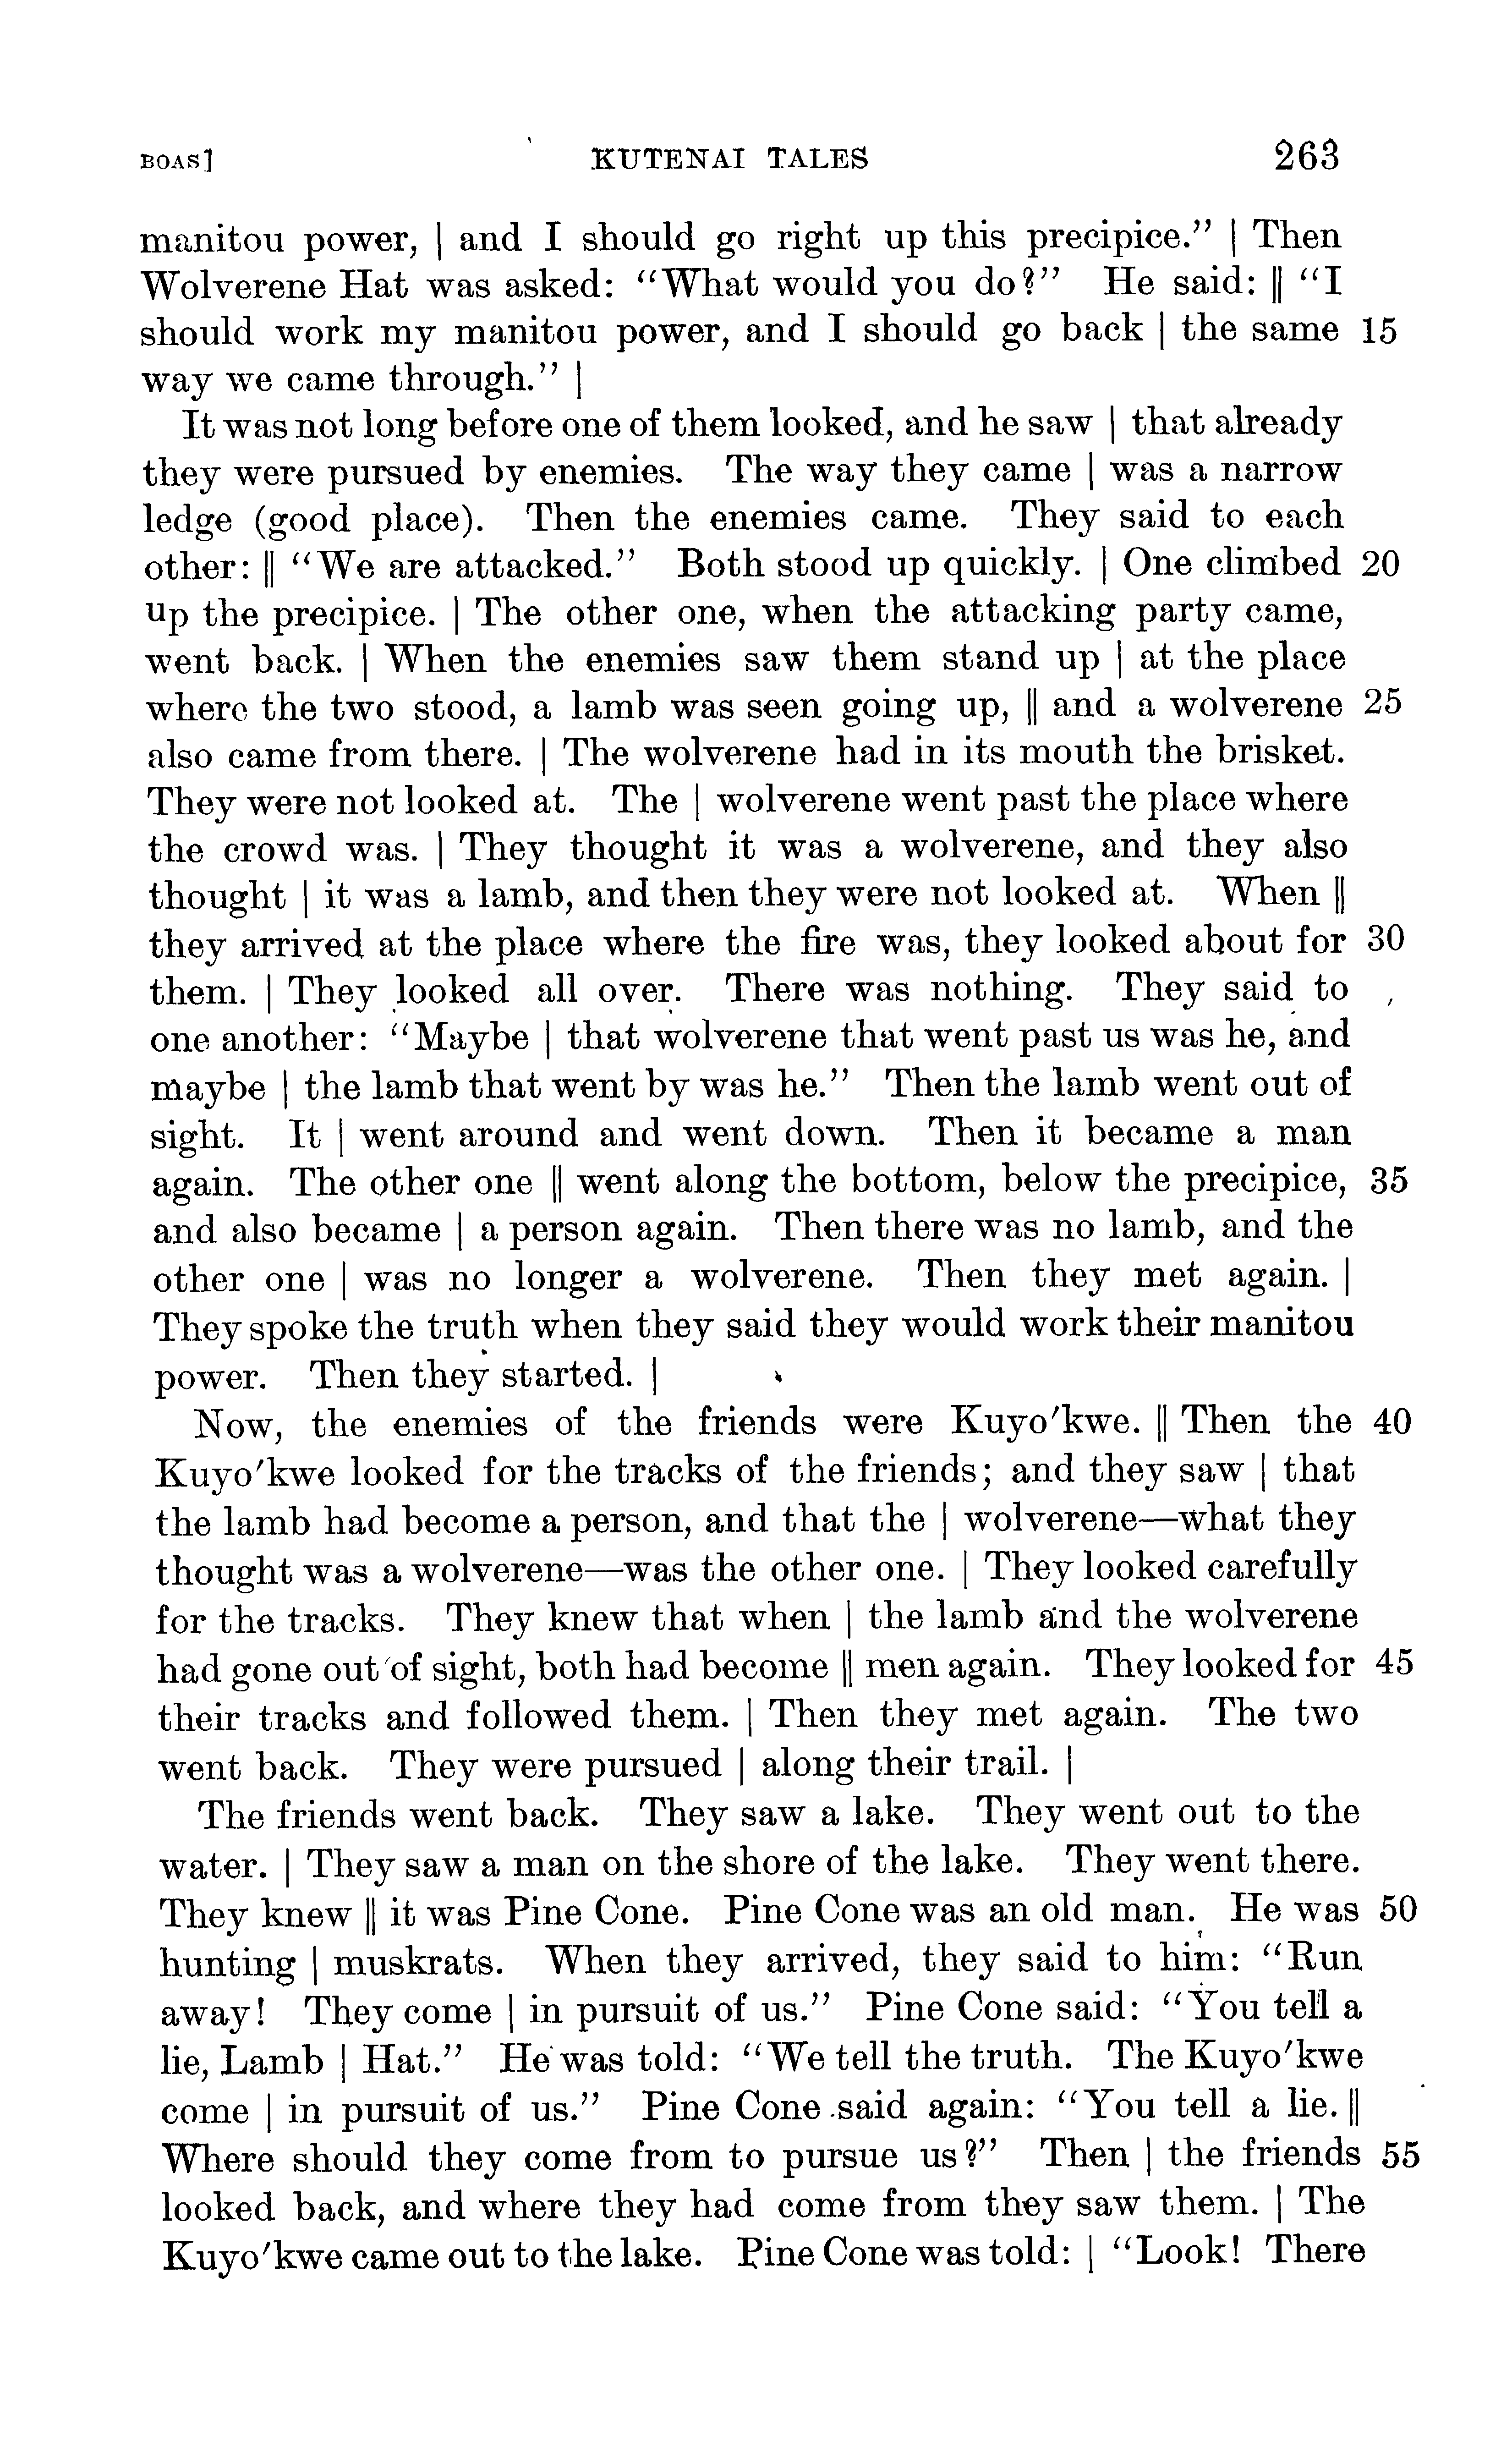 BOAS] KUTENAI TALES 263
manitou power, | and I should go right up this precipice." | Then
Wolverene Hat was asked: "What would you do?" He said: || "I
should work my manitou power, and I should go back | the same 15
way we came through." |
It was not long before one of them looked, and he saw | that already
they were pursued by enemies. The way they came | was a narrow
ledge (good place). Then the enemies came. They said to each
other: || "We are attacked." Both stood up quickly. | One climbed 20
up the precipice. | The other one, when the attacking party came,
went back. | When the enemies saw them stand up | at the place
where the two stood, a lamb was seen going up, || and a wolverene 25
also came from there. | The wolverene had in its mouth the brisket.
They were not looked at. The | wolverene went past the place where
the crowd was. | They thought it was a wolverene, and they also
thought | it was a lamb, and then they were not looked at. When ||
they arrived at the place where the fire was, they looked about for 30
them. | They looked all over. There was nothing. They said to
one another: "Maybe | that wolverene that went past us was he, and
maybe | the lamb that went by was he." Then the lamb went out of
sight. It | went around and went down. Then it became a man
again. The other one || went along the bottom, below the precipice, 35
and also became | a person again. Then there was no lamb, and the
other one | was no longer a wolverene. Then they met again. |
They spoke the truth when they said they would work their manitou
power. Then they started. |
Now, the enemies of the friends were Kuyo'kwe. || Then the 40
Kuyo'kwe looked for the tracks of the friends; and they saw | that
the lamb had become a person, and that the | wolverene—what they
thought was a wolverene—was the other one. | They looked carefully
for the tracks. They knew that when | the lamb and the wolverene
had gone out of sight, both had become || men again. They looked for 45
their tracks and followed them. | Then they met again. The two
went back. They were pursued | along their trail. |
The friends went back. They saw a lake. They went out to the
water. | They saw a man on the shore of the lake. They went there.
They knew || it was Pine Cone. Pine Cone was an old man. He was 50
hunting | muskrats. When they arrived, they said to him: "Run
away! They come | in pursuit of us." Pine Cone said: "You tell a
lie, Lamb | Hat." He was told: "We tell the truth. The Kuyo'kwe
come | in pursuit of us." Pine Cone said again: "You tell a lie. ||
Where should they come from to pursue us?" Then | the friends 55
looked back, and where they had come from they saw them. | The
Kuyo'kwe came out to the lake. Pine Cone was told: | "Look! There